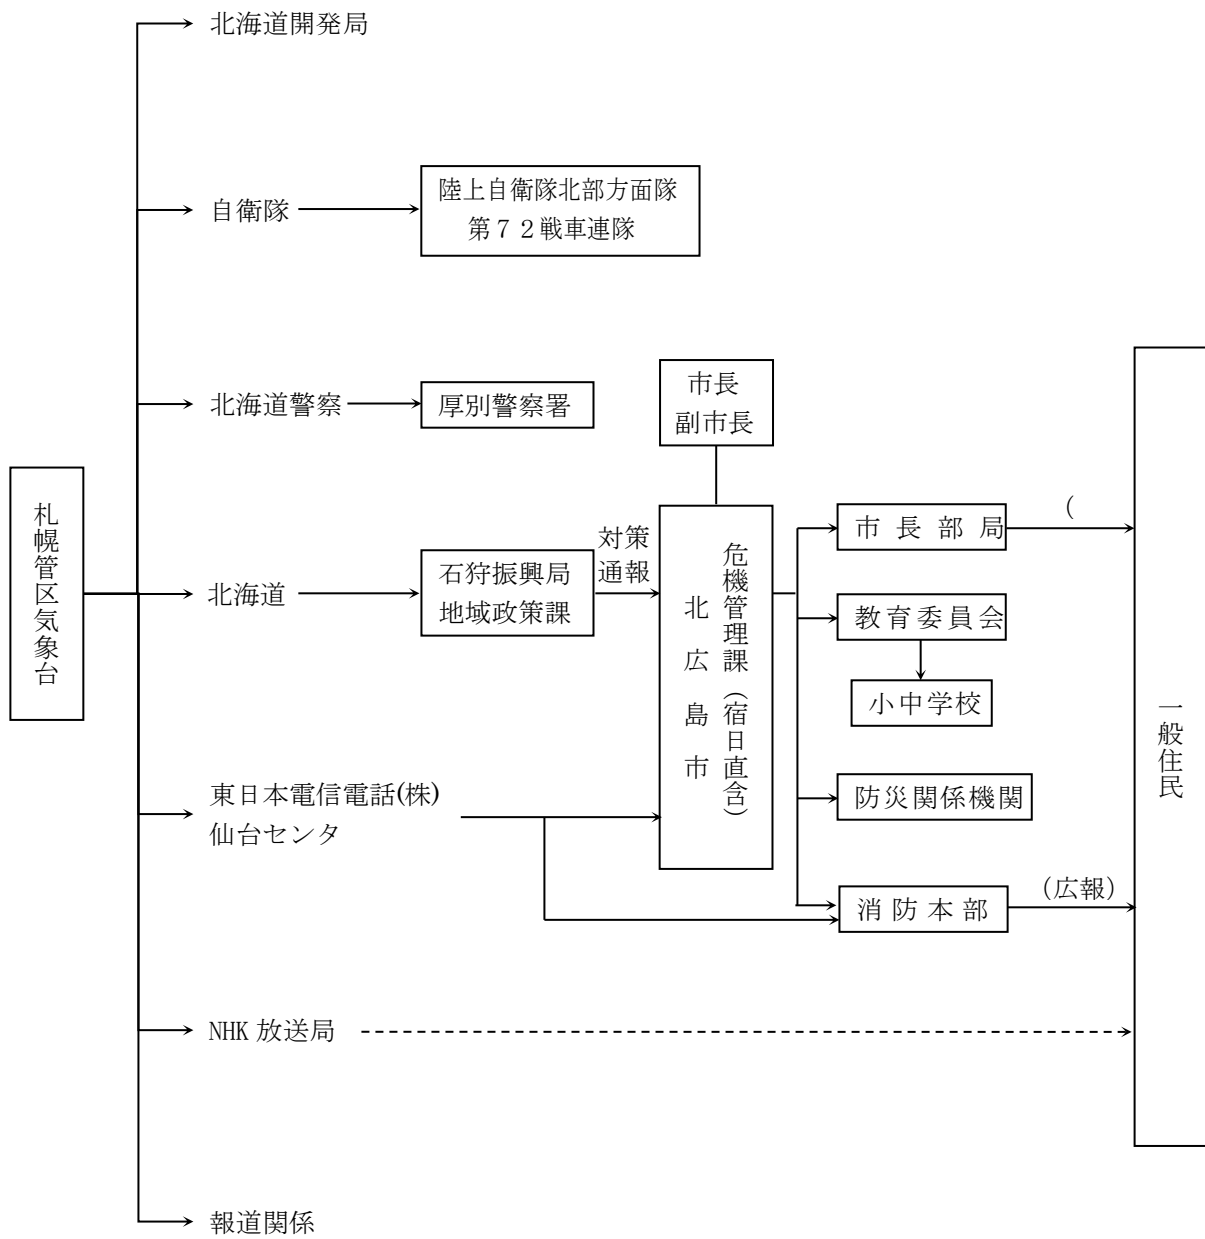 北海道開発局
自衛隊
陸上自衛隊北部方面隊
第７２戦車連隊
北海道警察
厚別警察署
市長
副市長
札幌管区気象台
北海道
石狩振興局
地域政策課
対策
通報
危機管理課（宿日直含）
北広島市
市長部局
(
教育委員会
小中学校
防災関係機関
消防本部
（広報）
一般住民
東日本電信電話(株)
仙台センタ
NHK 放送局
報道関係